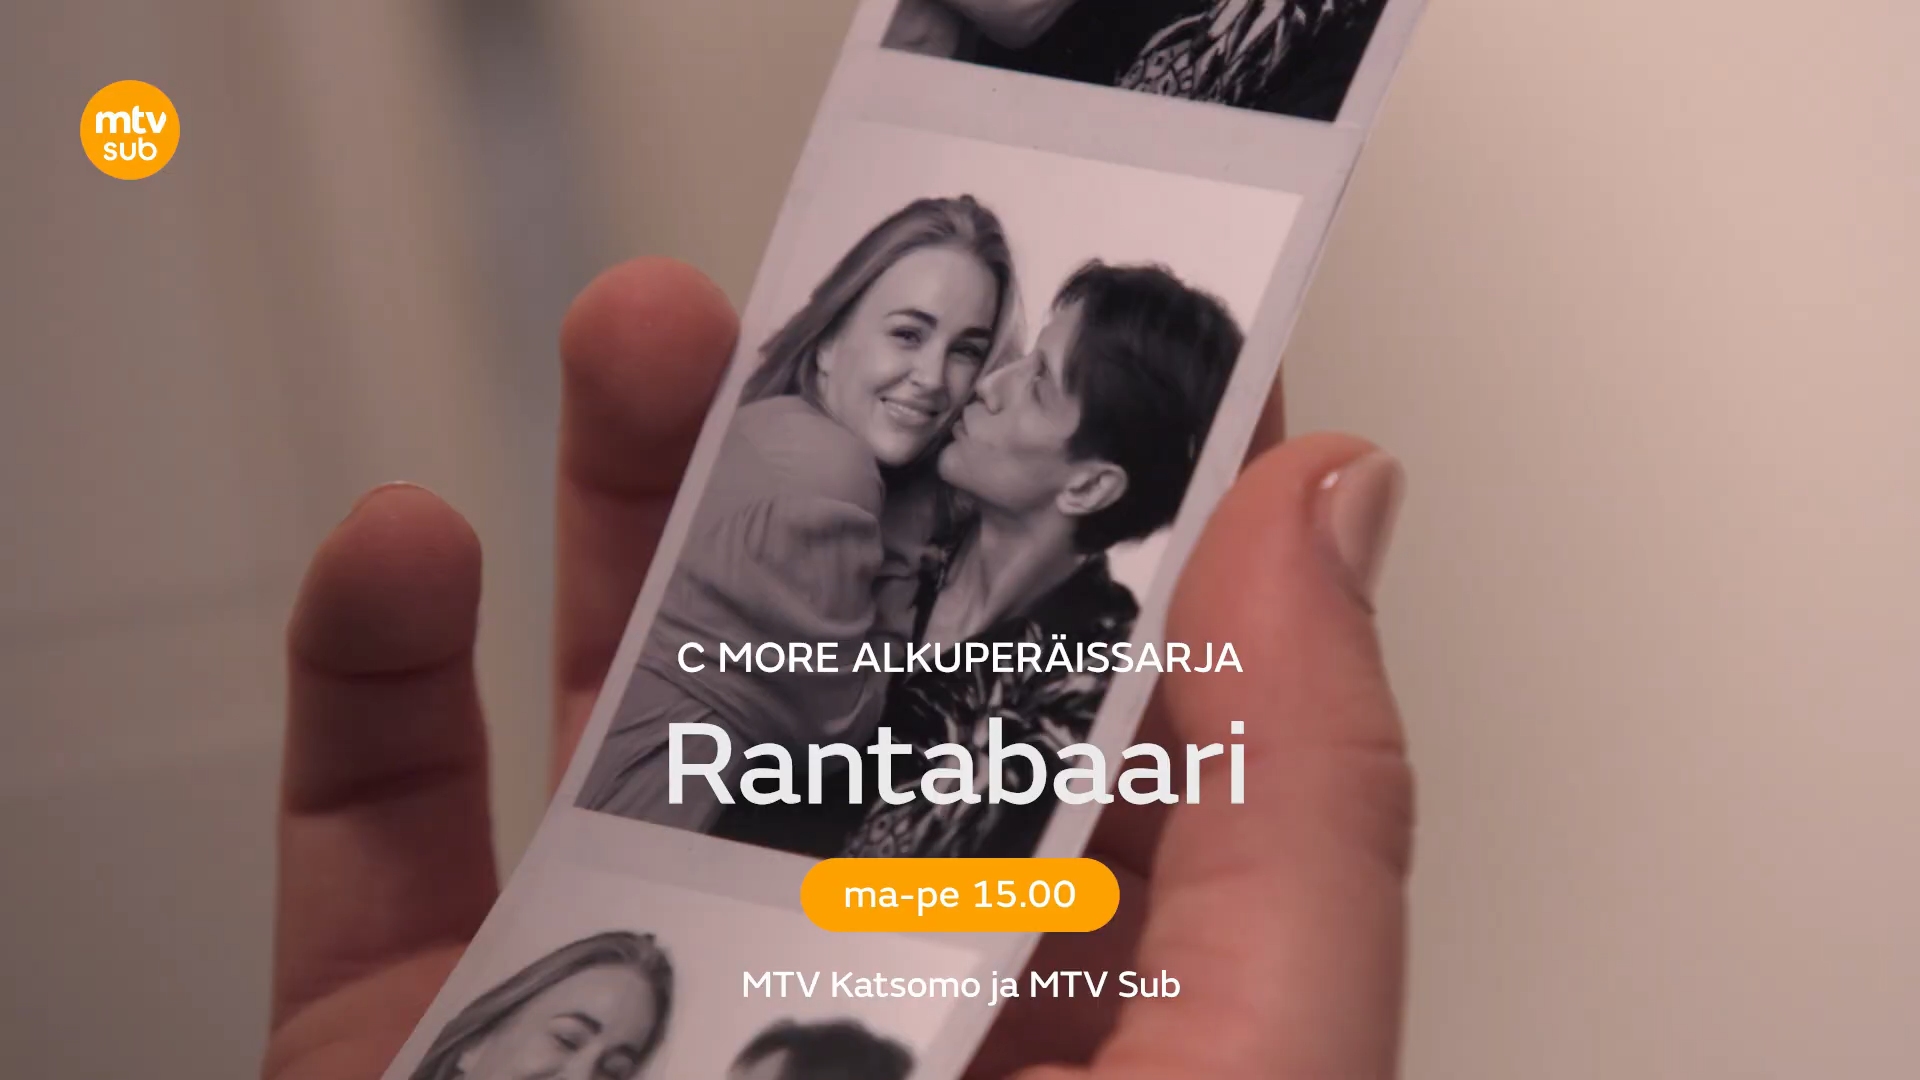 mtv
sub
C MORE ALKUPERÄISSARJA
Rantabaari
ma-pe 15.00
MTV Katsomo ja MTV Sub